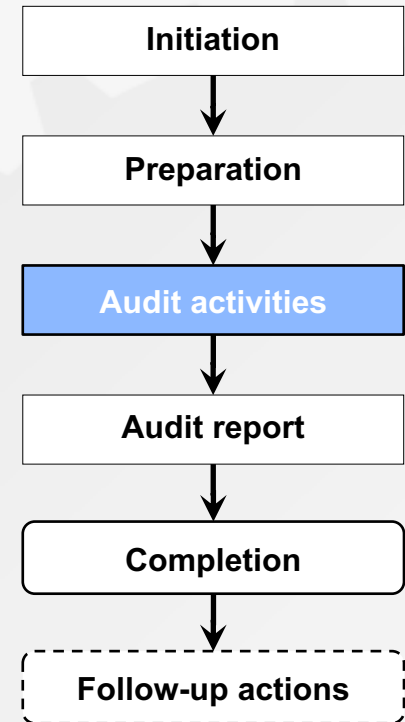 Initiation
Preparation
Audit activities
Audit report
Completion
Follow-up actions